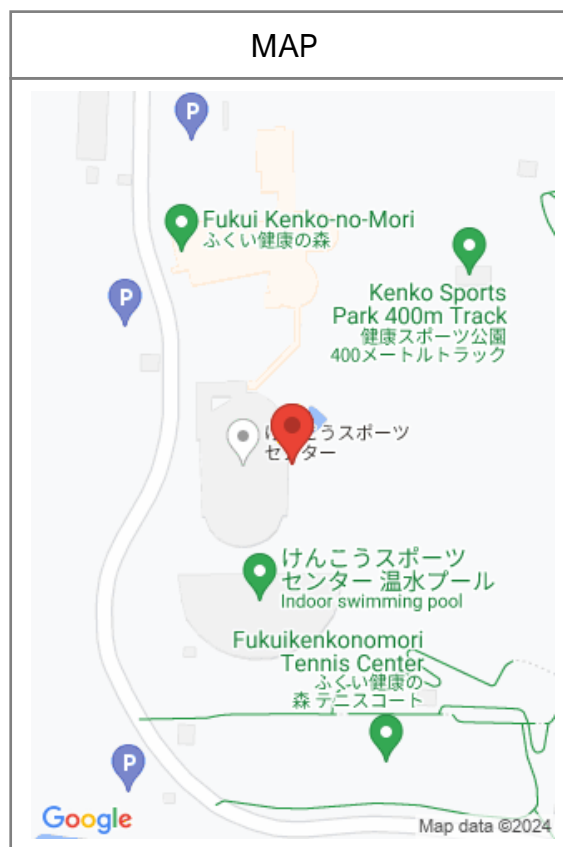 MAP
P
Fukui Kenko-no-Mori
ふくい健康の森
P
Kenko Sports
Park 400m Track
健康スポーツ公園
400メートルトラック
けんこうスポーツ
センター
けんこうスポーツ
センター 温水プール
Indoor swimming pool
Fukuikenkonomori
Tennis Center
ふくい健康の
森 テニスコート
P
Google
Map data ©2024